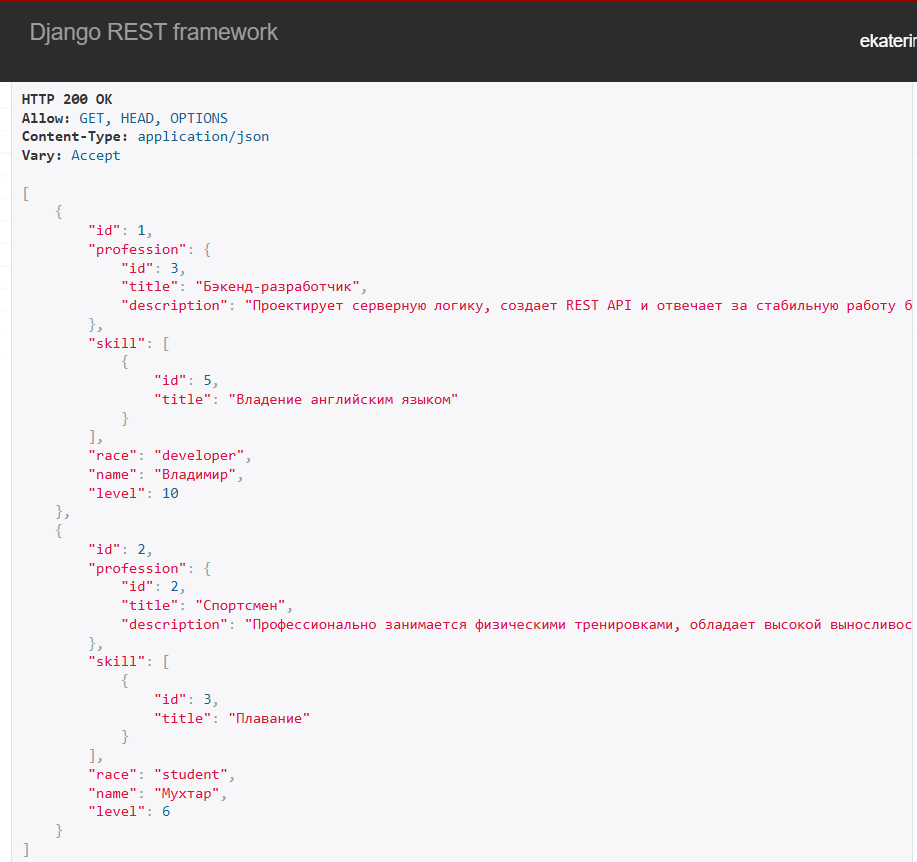 Django REST framework
HTTP 200 OK
Allow: GET, HEAD, OPTIONS
Content-Type: application/json
Vary: Accept
[
    {
        "id": 1,
        "profession": {
            "id": 3,
            "title": "Бэкенд-разработчик",
            "description": "Проектирует серверную логику, создает REST API и отвечает за стабильную работу
        },
        "skill": [
            {
                "id": 5,
                "title": "Владение английским языком"
            }
        ],
        "race": "developer",
        "name": "Владимир",
        "level": 10
    },
    {
        "id": 2,
        "profession": {
            "id": 2,
            "title": "Спортсмен",
            "description": "Профессионально занимается физическими тренировками, обладает высокой
        },
        "skill": [
            {
                "id": 3,
                "title": "Плавание"
            }
        ],
        "race": "student",
        "name": "Мухтар",
        "level": 6
    }
]